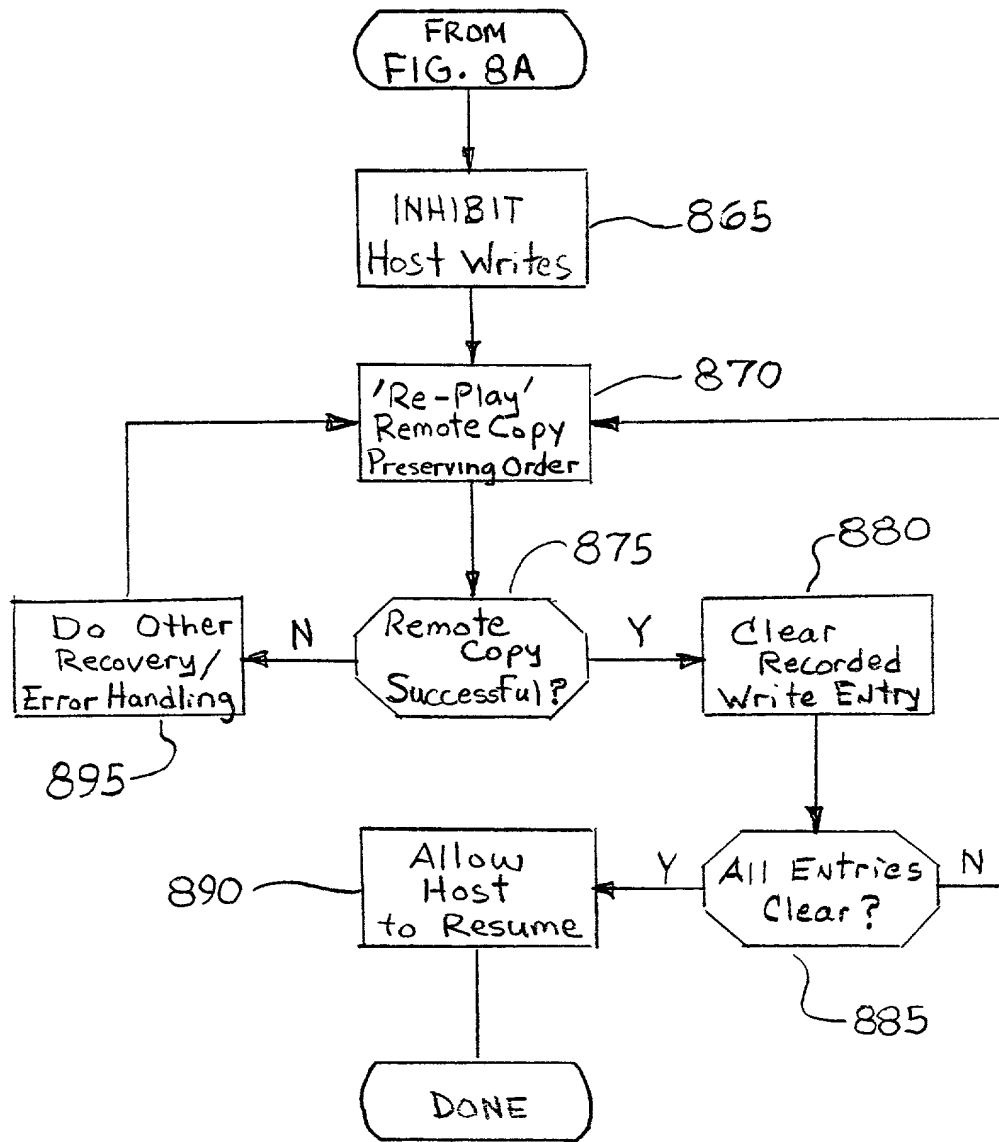 FROM
FIG. 8A
INHIBIT
Host Writes
865
'Re-Play'
Remote Copy
Preserving Order
870
875
880
Do Other
Recovery/
Error Handling
N
Remote
Copy
Successful?
Y
Clear
Recorded
Write Entry
895
Allow
Host
to Resume
890
Y
All Entries
Clear?
N
885
DONE